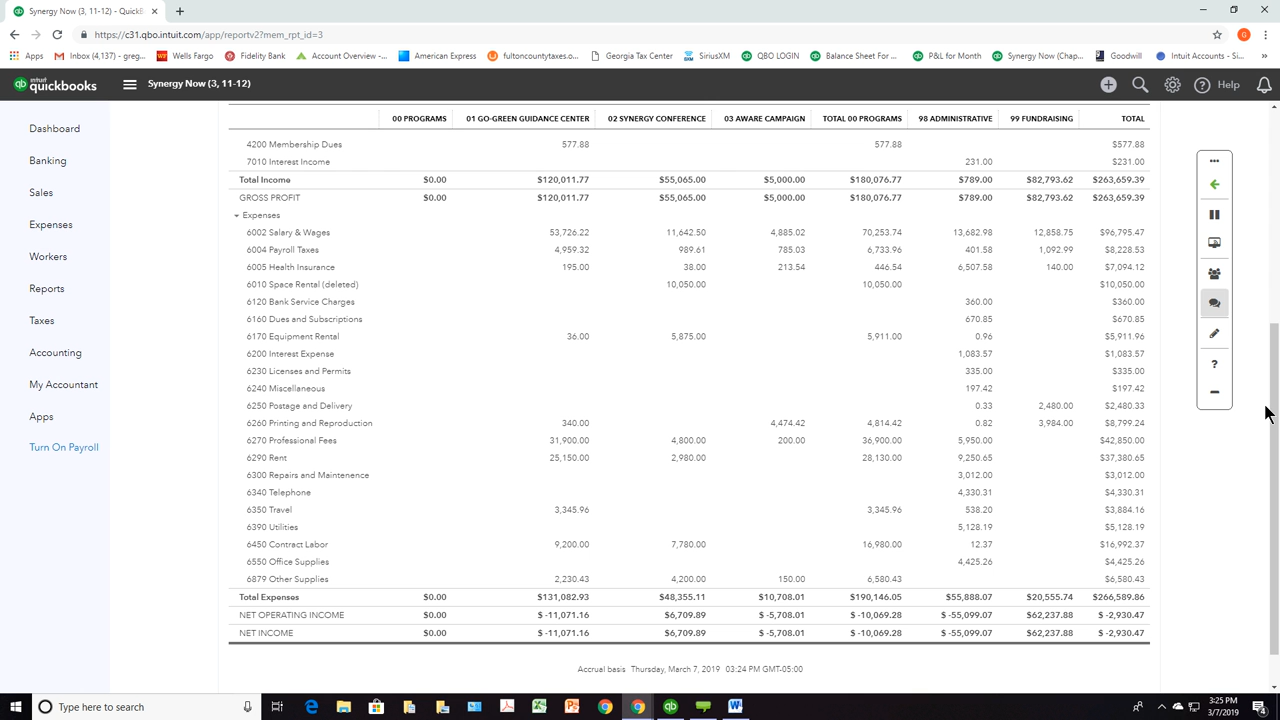 Synergy Now (3, 11-12) - QuickB
https://c31.qbo.intuit.com/app/reportv2?mem_rpt_id=3
Apps Inbox (4,137) - greg... Wells Fargo Fidelity Bank Account Overview -... American Express fultoncountytaxes.o... Georgia Tax Center SiriusXM QBO LOGIN Balance Sheet For ... P&L for Month Synergy Now (Chap... Goodwill Intuit Accounts – Si... »
intuit quickbooks Synergy Now (3, 11-12) Help
Dashboard
Banking
Sales
Expenses
Workers
Reports
Taxes
Accounting
My Accountant
Apps
Turn On Payroll
00 PROGRAMS 01 GO-GREEN GUIDANCE CENTER 02 SYNERGY CONFERENCE 03 AWARE CAMPAIGN TOTAL 00 PROGRAMS 98 ADMINISTRATIVE 99 FUNDRAISING TOTAL
4200 Membership Dues 577.88 577.88 $577.88
7010 Interest Income 231.00 $231.00
Total Income $0.00 $120,011.77 $55,065.00 $5,000.00 $180,076.77 $789.00 $82,793.62 $263,659.39
GROSS PROFIT $0.00 $120,011.77 $55,065.00 $5,000.00 $180,076.77 $789.00 $82,793.62 $263,659.39
Expenses
6002 Salary & Wages 53,726.22 11,642.50 4,885.02 70,253.74 13,682.98 12,858.75 $96,795.47
6004 Payroll Taxes 4,959.32 989.61 785.03 6,733.96 401.58 1,092.99 $8,228.53
6005 Health Insurance 195.00 38.00 213.54 446.54 6,507.58 140.00 $7,094.12
6010 Space Rental (deleted) 10,050.00 10,050.00 $10,050.00
6120 Bank Service Charges 360.00 $360.00
6160 Dues and Subscriptions 670.85 $670.85
6170 Equipment Rental 36.00 5,875.00 5,911.00 0.96 $5,911.96
6200 Interest Expense 1,083.57 $1,083.57
6230 Licenses and Permits 335.00 $335.00
6240 Miscellaneous 197.42 $197.42
6250 Postage and Delivery 0.33 2,480.00 $2,480.33
6260 Printing and Reproduction 340.00 4,474.42 4,814.42 0.82 3,984.00 $8,799.24
6270 Professional Fees 31,900.00 4,800.00 200.00 36,900.00 5,950.00 $42,850.00
6290 Rent 25,150.00 2,980.00 28,130.00 9,250.65 $37,380.65
6300 Repairs and Maintenence 3,012.00 $3,012.00
6340 Telephone 4,330.31 $4,330.31
6350 Travel 3,345.96 3,345.96 538.20 $3,884.16
6390 Utilities 5,128.19 $5,128.19
6450 Contract Labor 9,200.00 7,780.00 16,980.00 12.37 $16,992.37
6550 Office Supplies 4,425.26 $4,425.26
6879 Other Supplies 2,230.43 4,200.00 150.00 6,580.43 $6,580.43
Total Expenses $0.00 $131,082.93 $48,355.11 $10,708.01 $190,146.05 $55,888.07 $20,555.74 $266,589.86
NET OPERATING INCOME $0.00 $ -11,071.16 $6,709.89 $ -5,708.01 $ -10,069.28 $ -55,099.07 $62,237.88 $ -2,930.47
NET INCOME $0.00 $ -11,071.16 $6,709.89 $ -5,708.01 $ -10,069.28 $ -55,099.07 $62,237.88 $ -2,930.47
Accrual basis Thursday, March 7, 2019 03:24 PM GMT-05:00
Type here to search
3:25 PM
3/7/2019